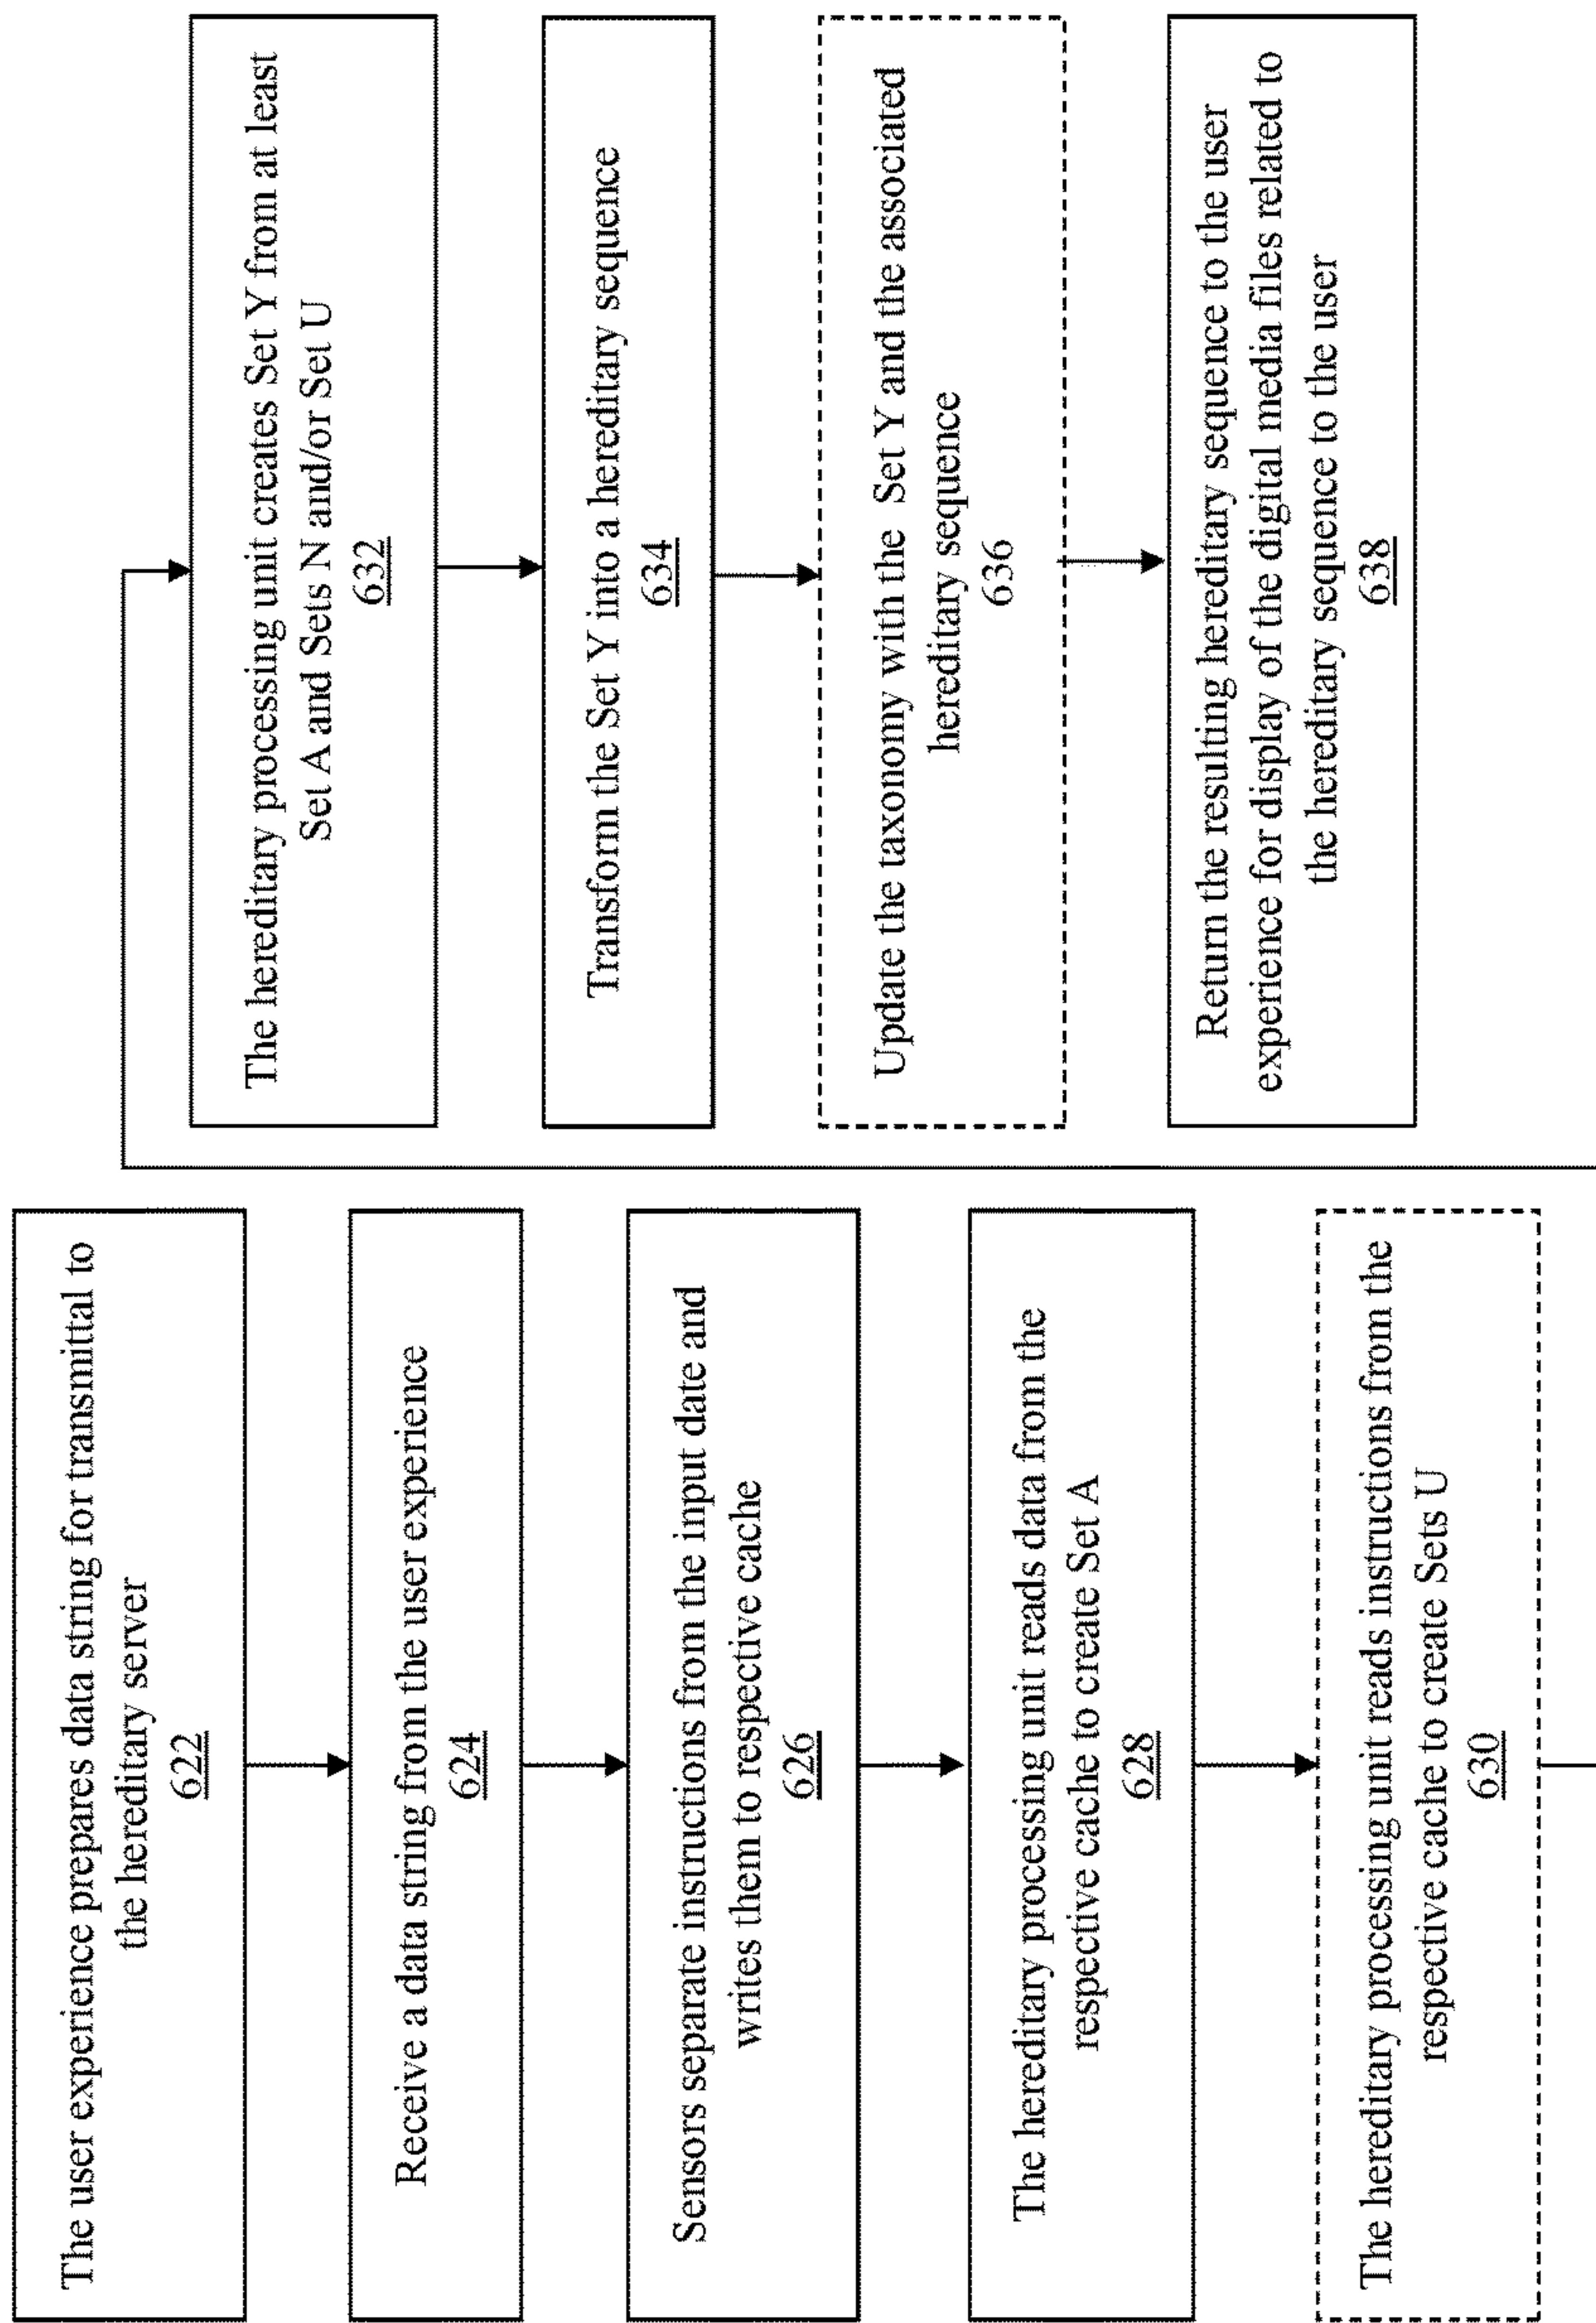 The user experience prepares data string for transmittal to
the hereditary server
622
Receive a data string from the user experience
624
Sensors separate instructions from the input date and
writes them to respective cache
626
The hereditary processing unit reads data from the
respective cache to create Set A
628
The hereditary processing unit reads instructions from the
respective cache to create Sets U
630
The hereditary processing unit creates Set Y from at least
Set A and Sets N and/or Set U
632
Transform the Set Y into a hereditary sequence
634
Update the taxonomy with the Set Y and the associated
hereditary sequence
636
Return the resulting hereditary sequence to the user
experience for display of the digital media files related to
the hereditary sequence to the user
638